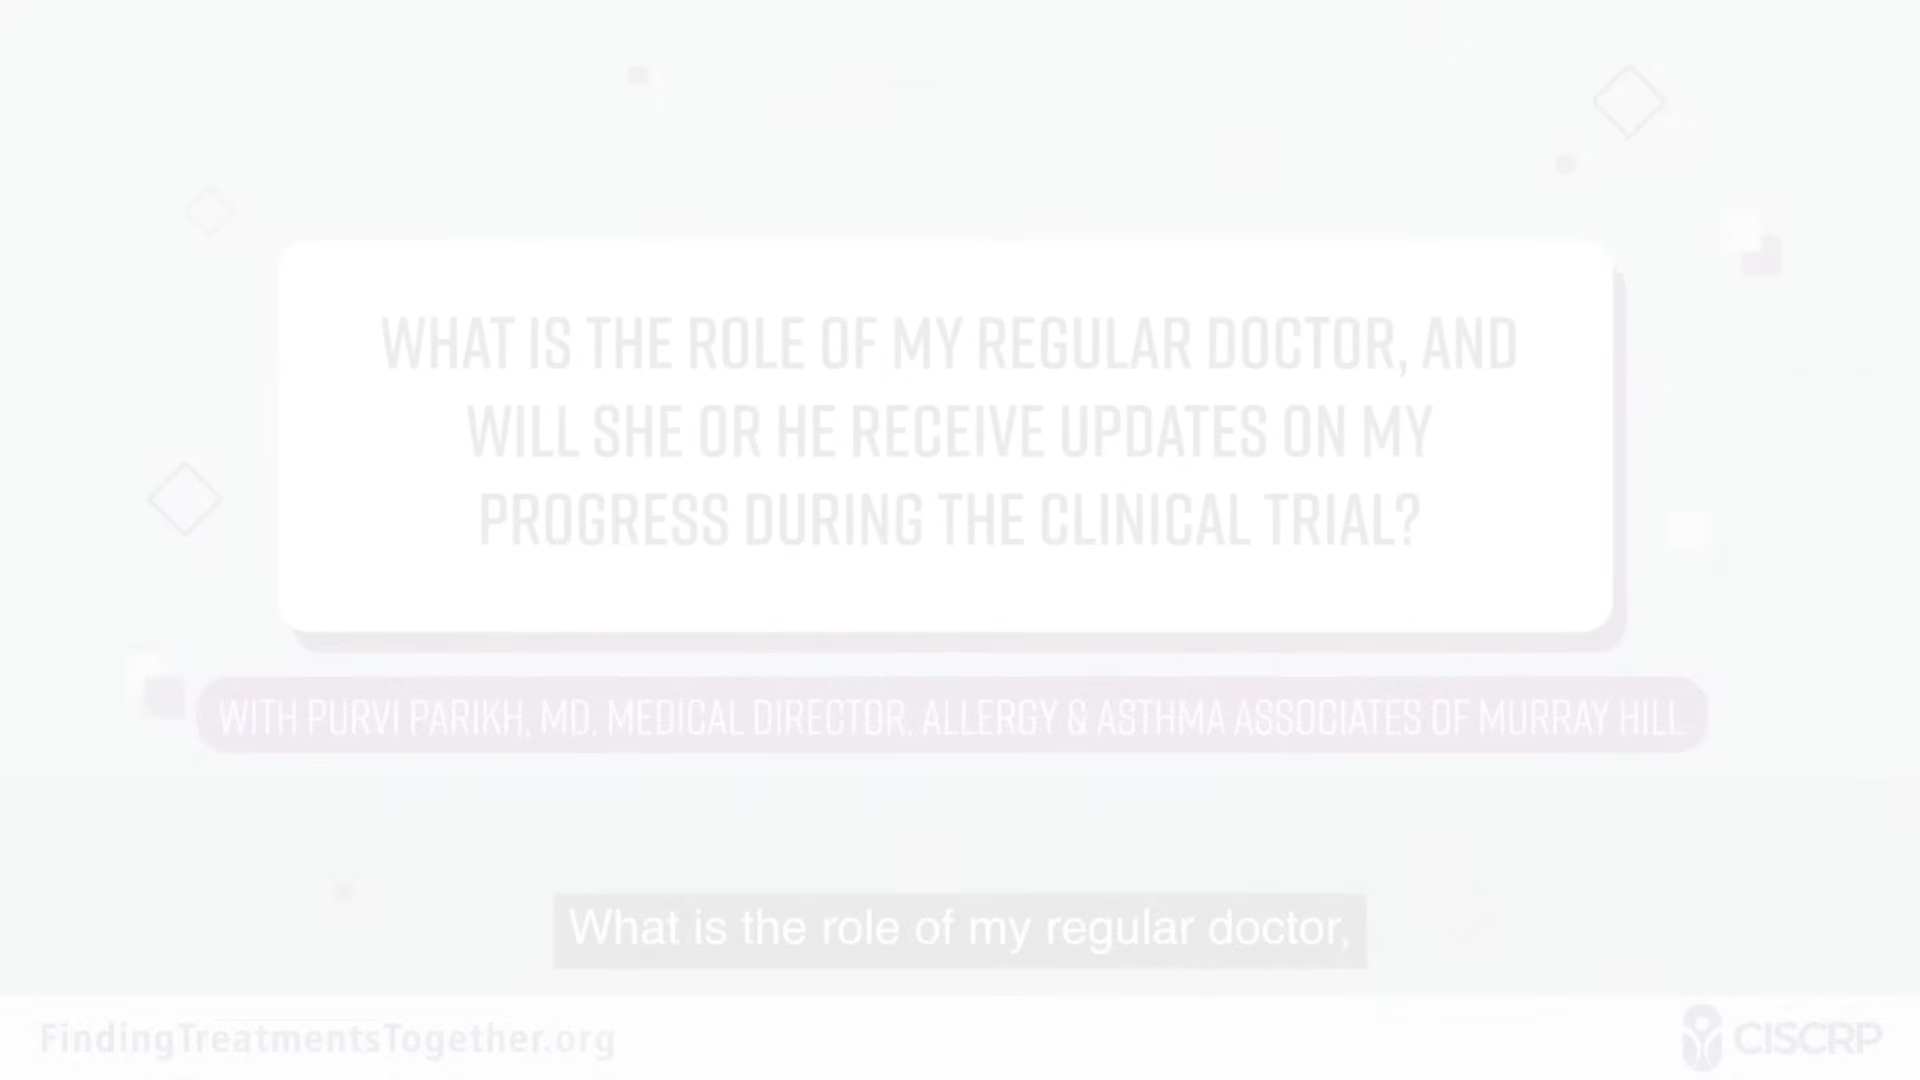 WHAT IS THE ROLE OF MY REGULAR DOCTOR, AND
WILL SHE OR HE RECEIVE UPDATES ON MY
PROGRESS DURING THE CLINICAL TRIAL?
WITH PURVI PARIKH, MD, MEDICAL DIRECTOR, ALLERGY & ASTHMA ASSOCIATES OF MURRAY HILL
What is the role of my regular doctor,
FindingTreatmentsTogether.org
CISCRP